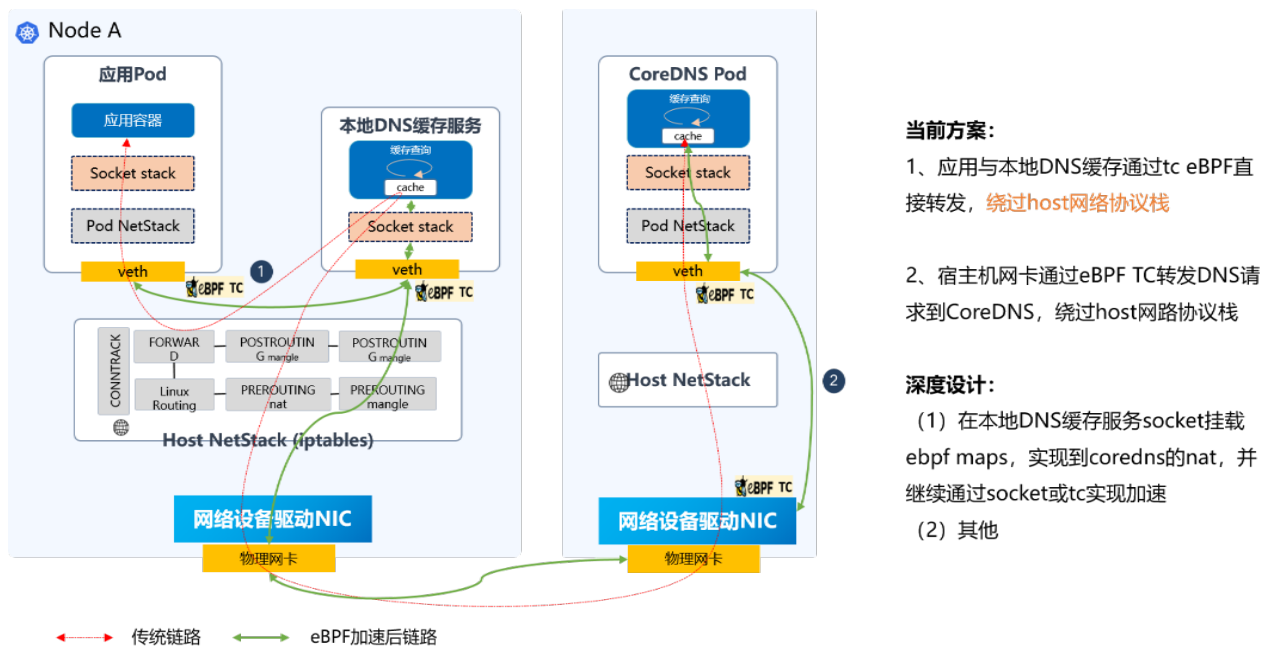 Node A
应用Pod
应用容器
Socket stack
Pod NetStack
veth
eBPF TC
1
本地DNS缓存服务
缓存查询
cache
Socket stack
veth
eBPF TC
CONNTRACK
FORWAR
D
POSTROUTIN
G mangle
POSTROUTIN
G mangle
Linux
Routing
PREROUTING
nat
PREROUTING
mangle
Host NetStack (iptables)
网络设备驱动NIC
物理网卡
CoreDNS Pod
缓存查询
cache
Socket stack
Pod NetStack
veth
eBPF TC
Host NetStack
2
eBPF TC
网络设备驱动NIC
物理网卡
传统链路
eBPF加速后链路
当前方案：
1、应用与本地DNS缓存通过tc eBPF直
接转发，绕过host网络协议栈
2、宿主机网卡通过eBPF TC转发DNS请
求到CoreDNS，绕过host网路协议栈
深度设计：
（1）在本地DNS缓存服务socket挂载
ebpf maps，实现到coredns的nat，并
继续通过socket或tc实现加速
（2）其他